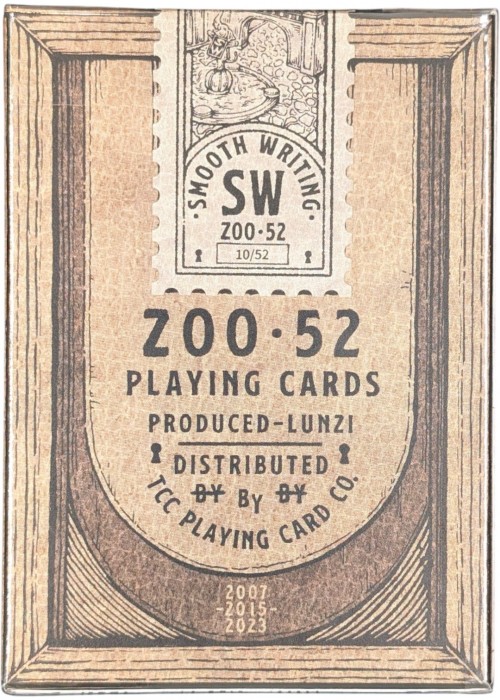 ·SMOOTH WRITING·
SW
ZOO·52
10/52
ZOO·52
PLAYING CARDS
PRODUCED-LUNZI
DISTRIBUTED
BY BY BY
TCC PLAYING CARD CO.
2007
-2015-
2023